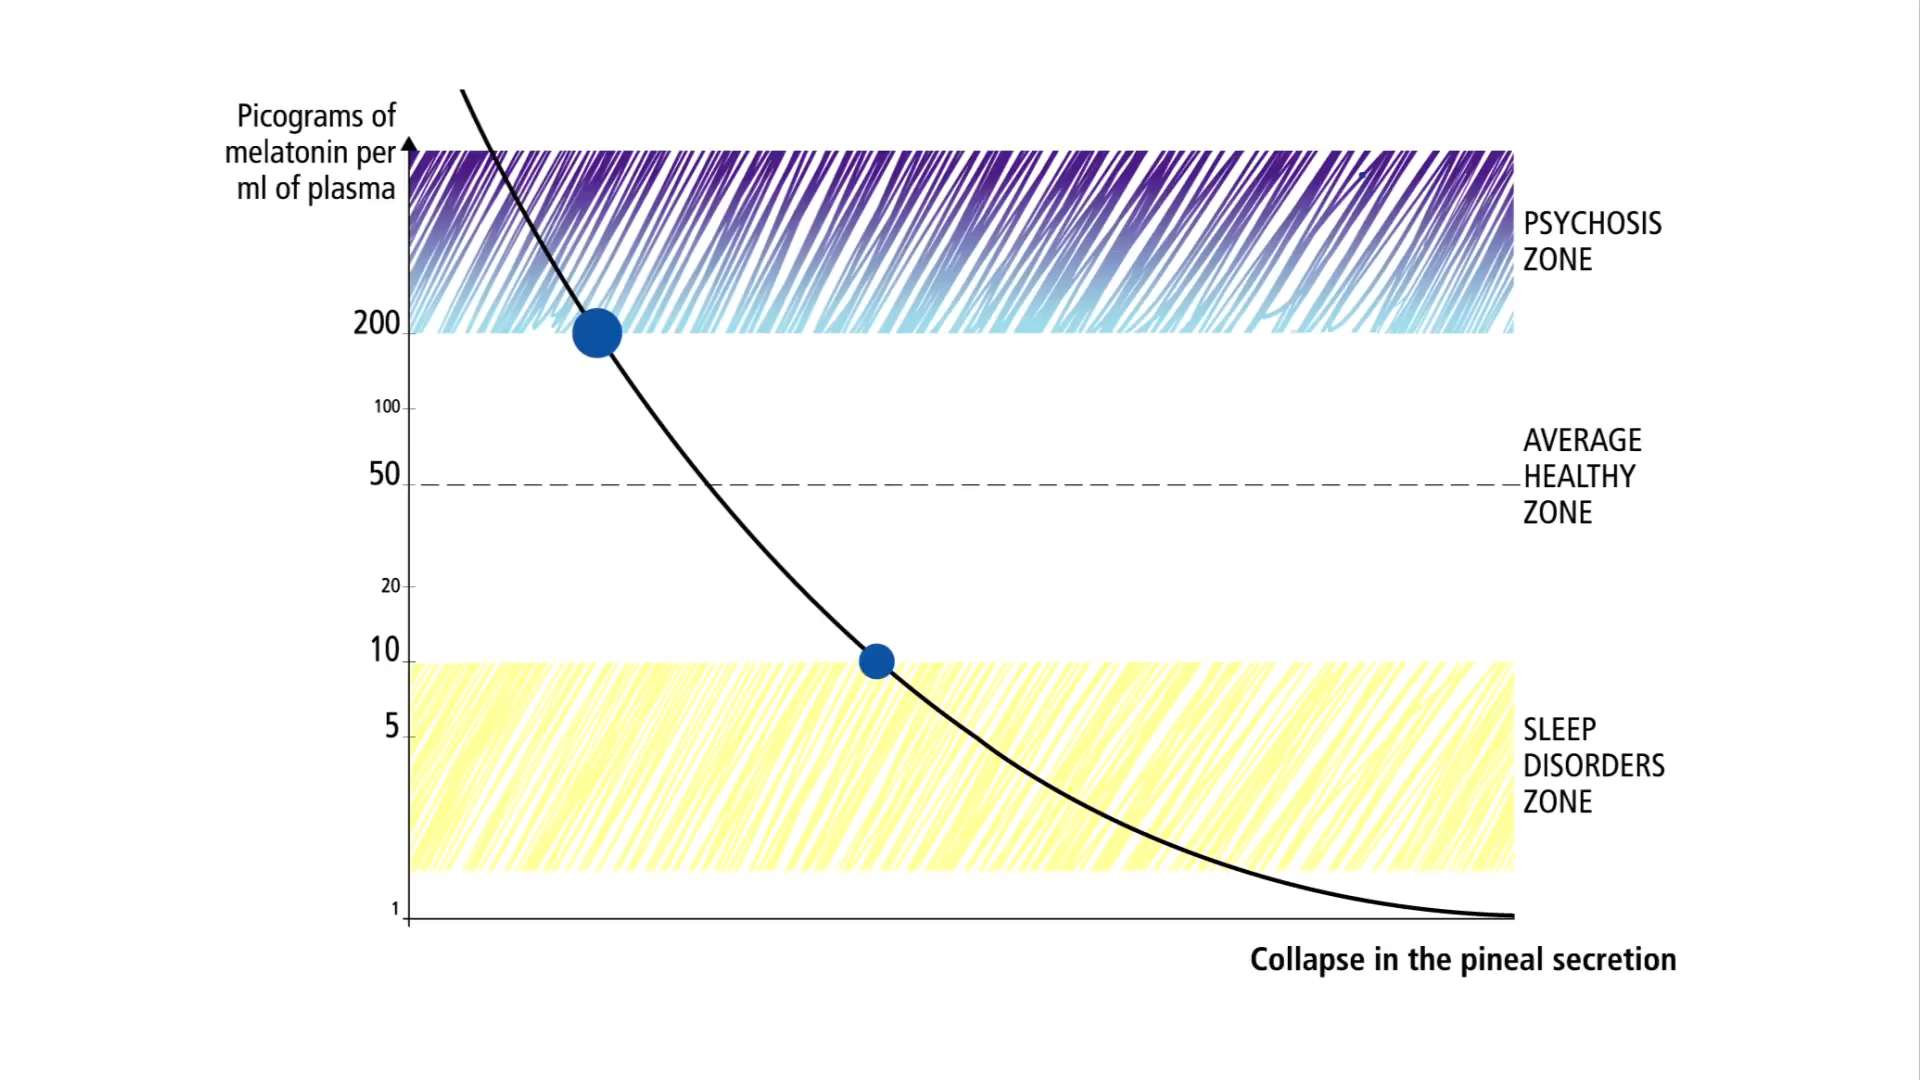 Picograms of
melatonin per
ml of plasma
PSYCHOSIS
ZONE
200
100
AVERAGE
50
HEALTHY
ZONE
20
10
5
SLEEP
DISORDERS
ZONE
1
Collapse in the pineal secretion